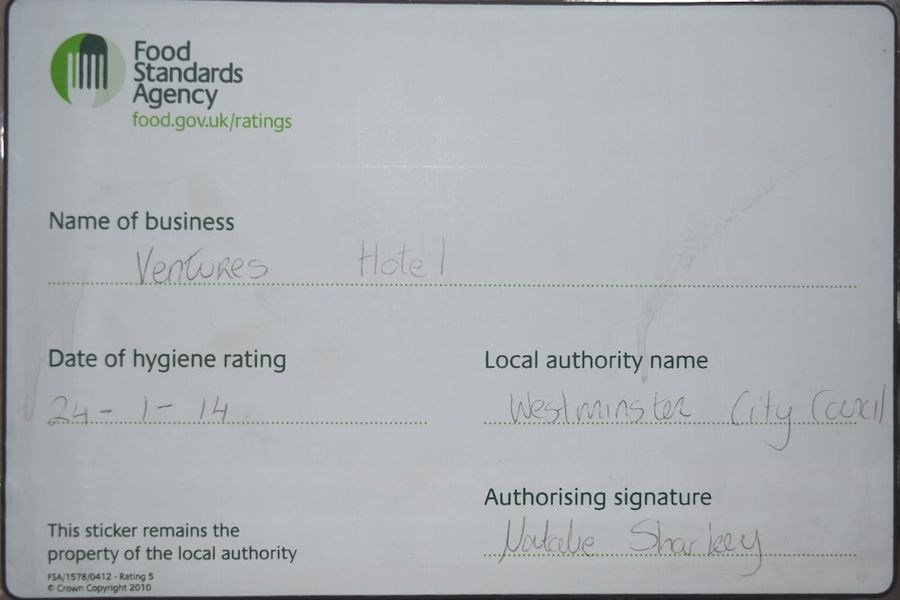 Food
Standards
Agency
food.gov.uk/ratings
Name of business
Ventures Hotel
Date of hygiene rating
24-1-14
Local authority name
Westminster City Council
Authorising signature
Natalie Sharkey
This sticker remains the
property of the local authority
FSA/1578/0412 - Rating 5
© Crown Copyright 2010